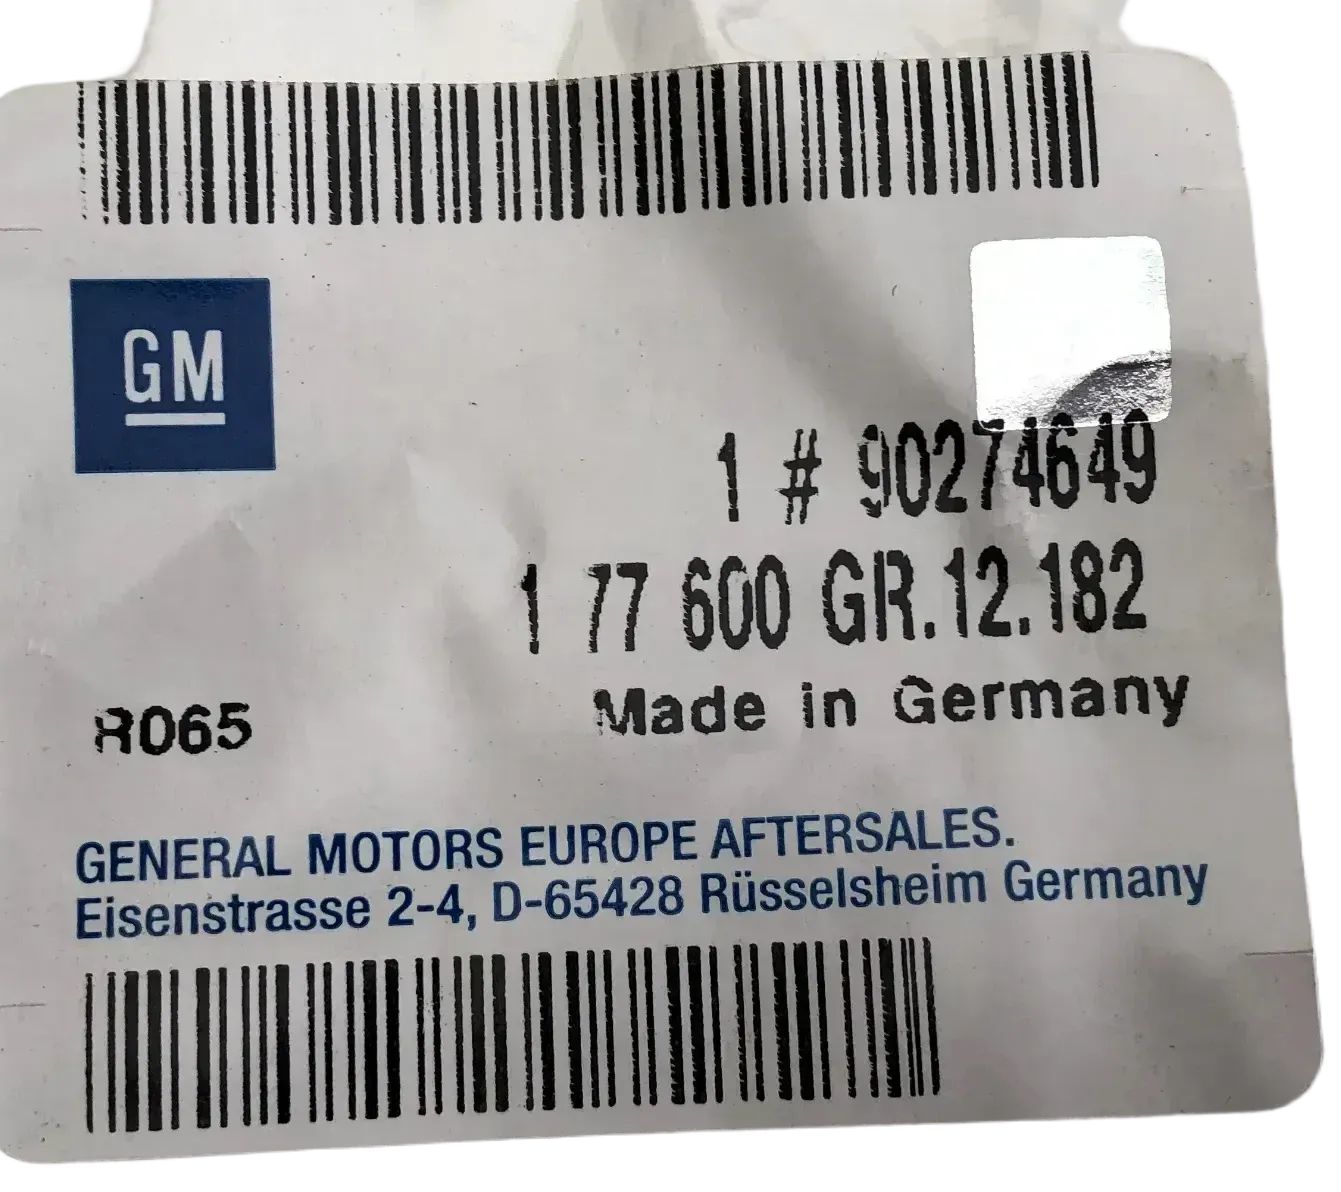 GM
1 # 90274649
1 77 600 GR.12.182
R065
Made in Germany
GENERAL MOTORS EUROPE AFTERSALES.
Eisenstrasse 2-4, D-65428 Rüsselsheim Germany